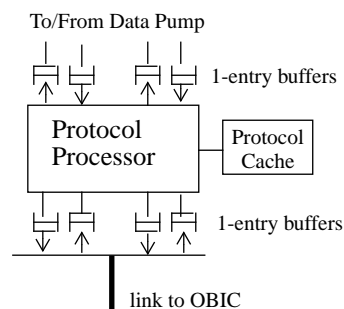 To/From Data Pump
1-entry buffers
Protocol
Processor
Protocol
Cache
1-entry buffers
link to OBIC